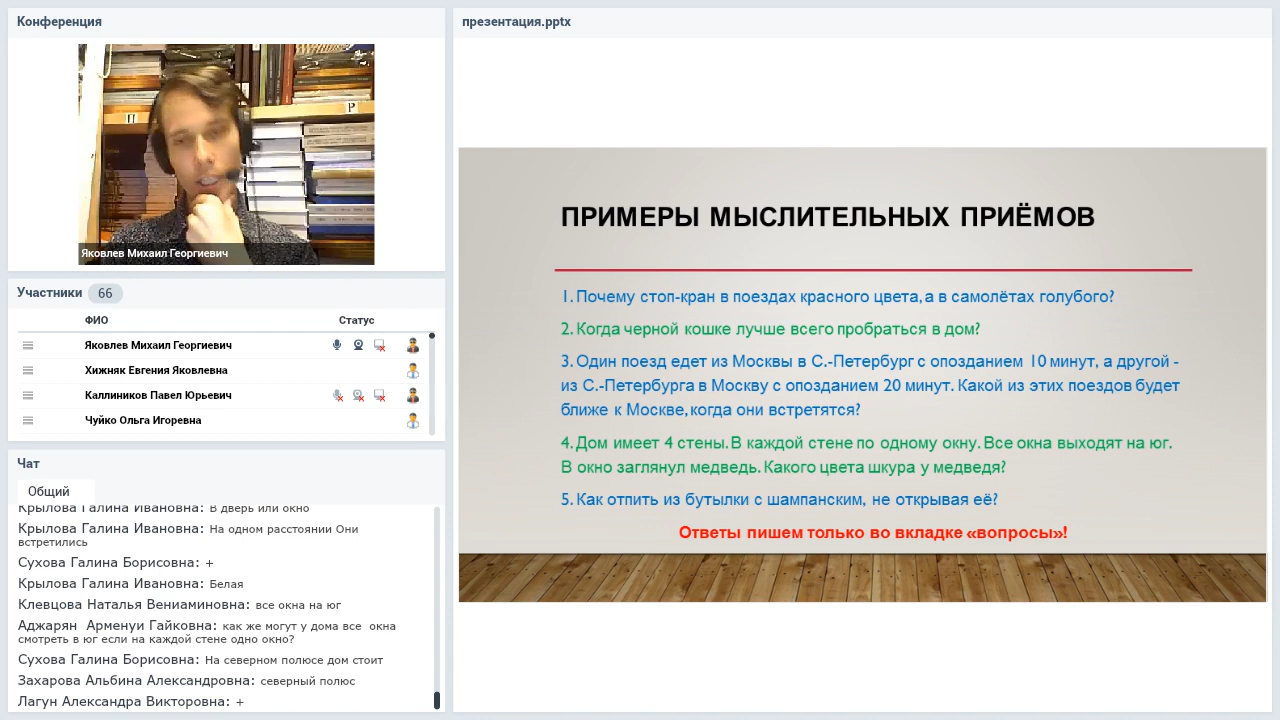 Конференция
П
Р
Яковлев Михаил Георгиевич
Участники 66
ФИО Статус
Яковлев Михаил Георгиевич
Хижняк Евгения Яковлевна
Каллиников Павел Юрьевич
Чуйко Ольга Игоревна
Чат
Общий
Крылова Галина Ивановна: В дверь или окно
Крылова Галина Ивановна: На одном расстоянии Они
встретились
Сухова Галина Борисовна: +
Крылова Галина Ивановна: Белая
Клевцова Наталья Вениаминовна: все окна на юг
Аджарян Арменуи Гайковна: как же могут у дома все окна
смотреть в юг если на каждой стене одно окно?
Сухова Галина Борисовна: На северном полюсе дом стоит
Захарова Альбина Александровна: северный полюс
Лагун Александра Викторовна: +
презентация.pptx
ПРИМЕРЫ МЫСЛИТЕЛЬНЫХ ПРИЁМОВ
1. Почему стоп-кран в поездах красного цвета, а в самолётах голубого?
2. Когда черной кошке лучше всего пробраться в дом?
3. Один поезд едет из Москвы в С.-Петербург с опозданием 10 минут, а другой -
из С.-Петербурга в Москву с опозданием 20 минут. Какой из этих поездов будет
ближе к Москве, когда они встретятся?
4. Дом имеет 4 стены. В каждой стене по одному окну. Все окна выходят на юг.
В окно заглянул медведь. Какого цвета шкура у медведя?
5. Как отпить из бутылки с шампанским, не открывая её?
Ответы пишем только во вкладке «вопросы»!